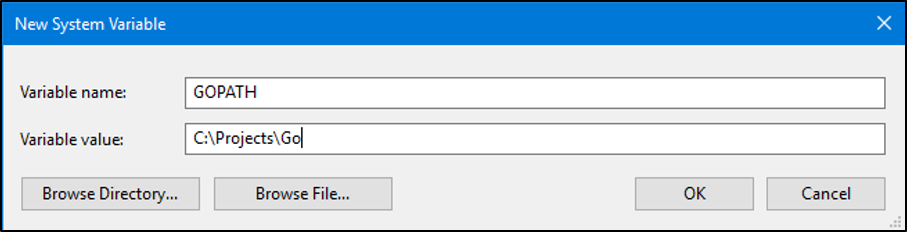 New System Variable
Variable name: GOPATH
Variable value: C:\Projects\Go
Browse Directory... Browse File... OK Cancel